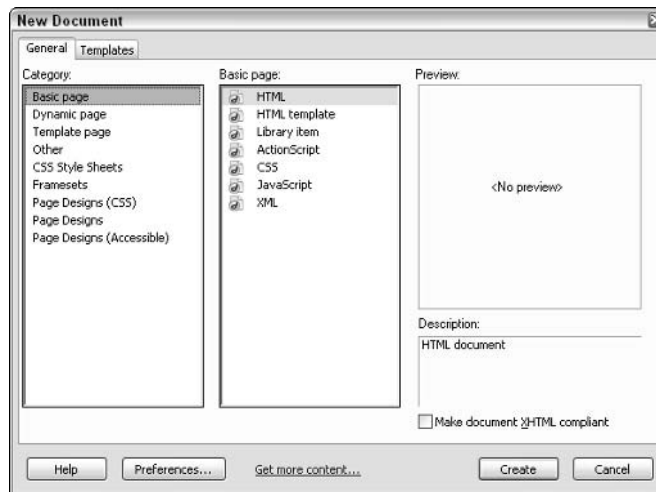 New Document
General
Templates
Category:
Basic page
Dynamic page
Template page
Other
CSS Style Sheets
Framesets
Page Designs (CSS)
Page Designs
Page Designs (Accessible)
Basic page:
HTML
HTML template
Library item
ActionScript
CSS
JavaScript
XML
Preview:
<No preview>
Description:
HTML document
Make document XHTML compliant
Help
Preferences...
Get more content...
Create
Cancel